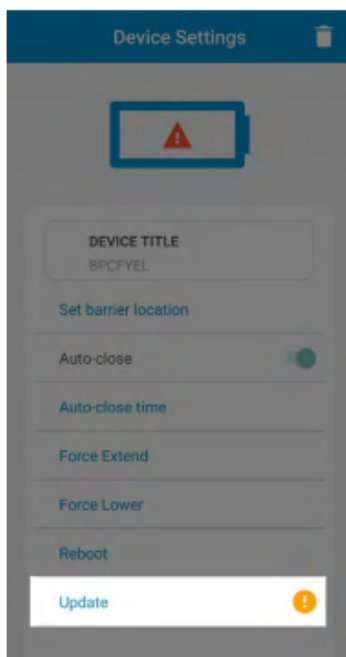 Device Settings
DEVICE TITLE
BPCFYEL
Set barrier location
Auto-close
Auto-close time
Force Extend
Force Lower
Reboot
Update